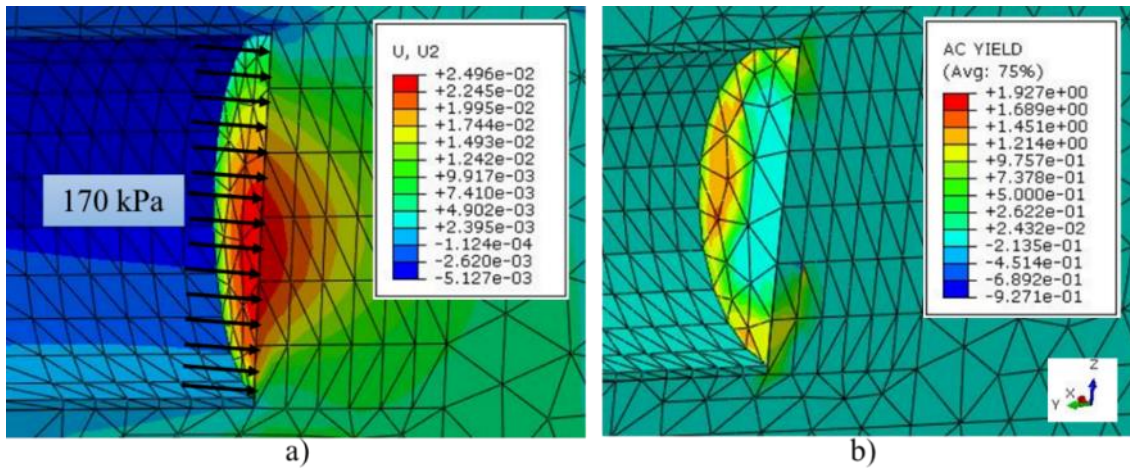 U, U2
+2.496e-02
+2.245e-02
+1.995e-02
+1.744e-02
+1.493e-02
+1.242e-02
+9.917e-03
+7.410e-03
+4.902e-03
+2.395e-03
-1.124e-04
-2.620e-03
-5.127e-03
170 kPa
a)
AC YIELD
(Avg: 75%)
+1.927e+00
+1.689e+00
+1.451e+00
+1.214e+00
+9.757e-01
+7.378e-01
+5.000e-01
+2.622e-01
+2.432e-02
-2.135e-01
-4.514e-01
-6.892e-01
-9.271e-01
Z
X
Y
b)